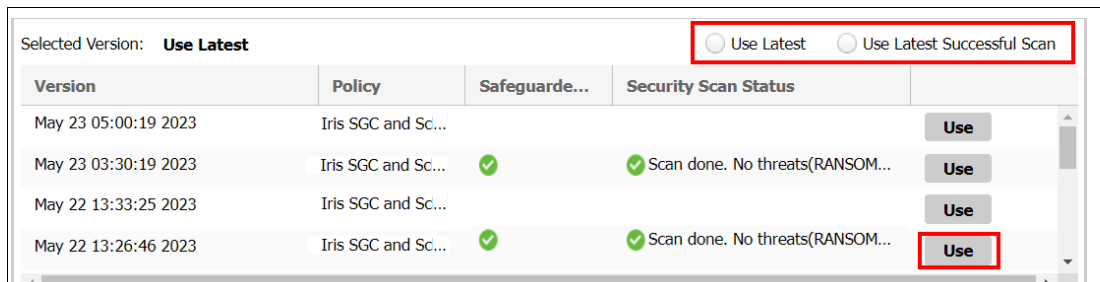 Selected Version: Use Latest Use Latest Use Latest Successful Scan
Version Policy Safeguarde... Security Scan Status
May 23 05:00:19 2023 Iris SGC and Sc... Use
May 23 03:30:19 2023 Iris SGC and Sc... Scan done. No threats(RANSOM... Use
May 22 13:33:25 2023 Iris SGC and Sc... Use
May 22 13:26:46 2023 Iris SGC and Sc... Scan done. No threats(RANSOM... Use